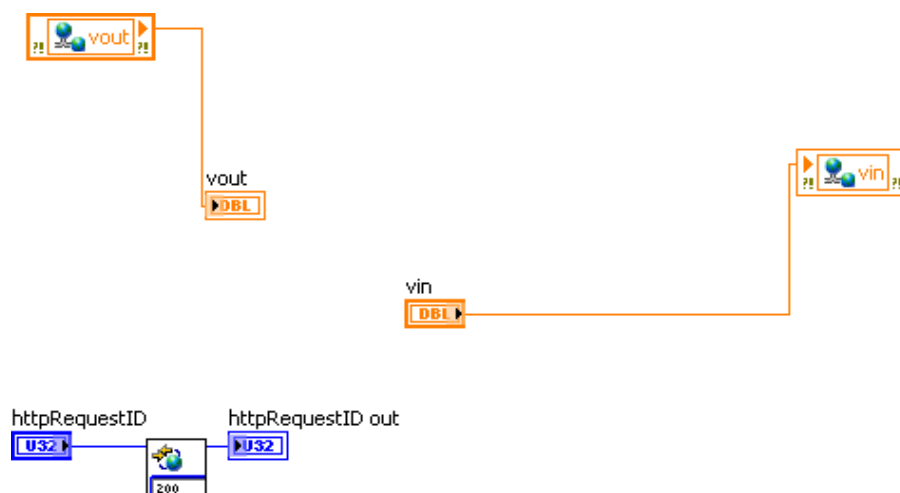 ?! vout ?!
vout
DBL
?! vin ?!
vin
DBL
httpRequestID
httpRequestID out
U32
U32
200